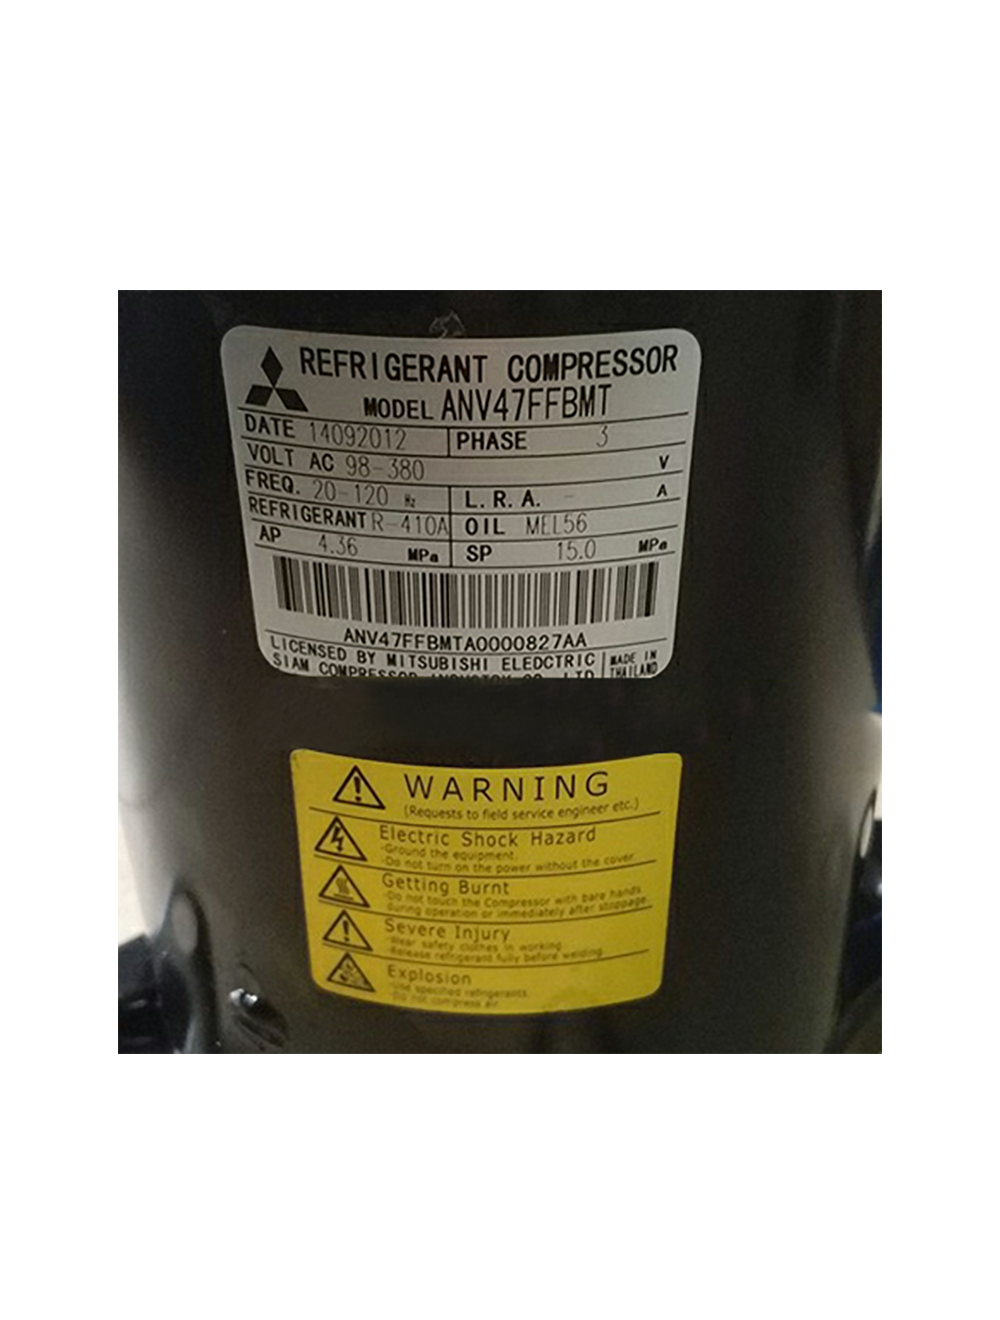 REFRIGERANT COMPRESSOR
MODEL ANV47FFBMT
DATE 14092012 PHASE 3
VOLT AC 98-380 V
FREQ. 20-120 Hz L.R.A. - A
REFRIGERANT R-410A OIL MEL56
AP 4.36 MPa SP 15.0 MPa
ANV47FFBMTA0000827AA
LICENSED BY MITSUBISHI ELEDCTRIC MADE IN
SIAM COMPRESSOR CO. LTD THAILAND
WARNING
(Requests to field service engineer etc.)
Electric Shock Hazard
-Ground the equipment.
-Do not turn on the power without the cover.
Getting Burnt
-Do not touch the Compressor with bare hands
during operation or immediately after stoppage.
Severe Injury
-Wear safety clothes in working.
-Release refrigerant fully before welding.
Explosion
-Use specified refrigerants.
-Do not compress air.